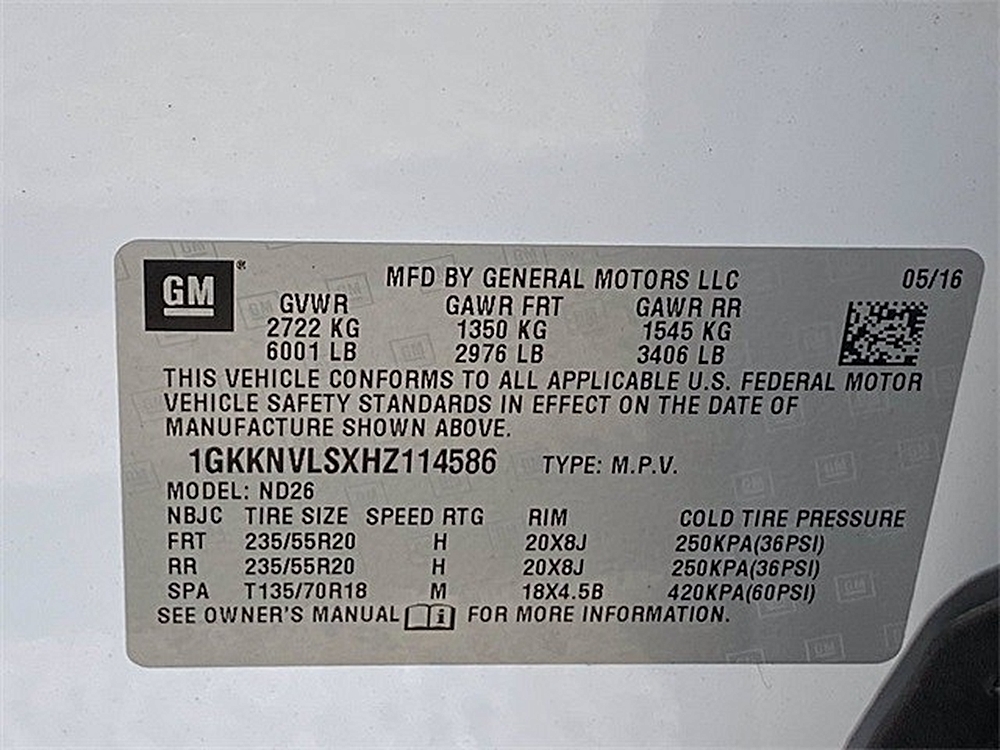 GM ®
MFD BY GENERAL MOTORS LLC 05/16
GVWR GAWR FRT GAWR RR
2722 KG 1350 KG 1545 KG
6001 LB 2976 LB 3406 LB
THIS VEHICLE CONFORMS TO ALL APPLICABLE U.S. FEDERAL MOTOR
VEHICLE SAFETY STANDARDS IN EFFECT ON THE DATE OF
MANUFACTURE SHOWN ABOVE.
1GKKNVLSXHZ114586 TYPE: M.P.V.
MODEL: ND26
NBJC TIRE SIZE SPEED RTG RIM COLD TIRE PRESSURE
FRT 235/55R20 H 20X8J 250KPA(36PSI)
RR 235/55R20 H 20X8J 250KPA(36PSI)
SPA T135/70R18 M 18X4.5B 420KPA(60PSI)
SEE OWNER'S MANUAL i FOR MORE INFORMATION.